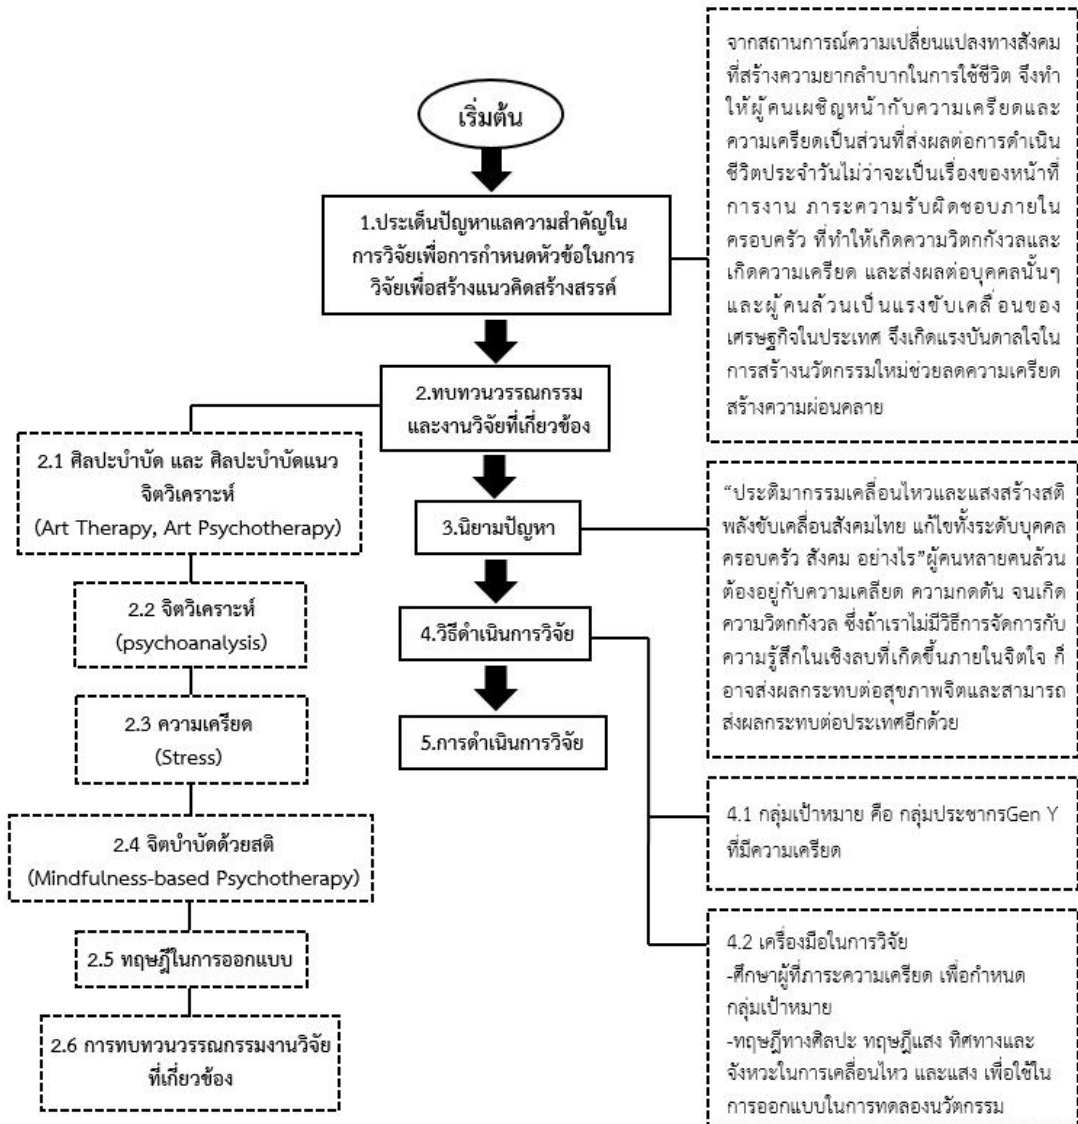 เริ่มต้น
1.ประเด็นปัญหาแลความสำคัญใน
การวิจัยเพื่อการกำหนดหัวข้อในการ
วิจัยเพื่อสร้างแนวคิดสร้างสรรค์
จากสถานการณ์ความเปลี่ยนแปลงทางสังคม
ที่สร้างความยากลำบากในการใช้ชีวิต จึงทำ
ให้ผู้คนเผชิญหน้ากับความเครียดและ
ความเครียดเป็นส่วนที่ส่งผลต่อการดำเนิน
ชีวิตประจำวันไม่ว่าจะเป็นเรื่องของหน้าที่
การงาน ภาระความรับผิดชอบภายใน
ครอบครัว ที่ทำให้เกิดความวิตกกังวลและ
เกิดความเครียด และส่งผลต่อบุคคลนั้นๆ
และผู้คนล้วนเป็นแรงขับเคลื่อนของ
เศรษฐกิจในประเทศ จึงเกิดแรงบันดาลใจใน
การสร้างนวัตกรรมใหม่ช่วยลดความเครียด
สร้างความผ่อนคลาย
2.ทบทวนวรรณกรรม
และงานวิจัยที่เกี่ยวข้อง
2.1 ศิลปะบำบัด และ ศิลปะบำบัดแนว
จิตวิเคราะห์
(Art Therapy, Art Psychotherapy)
2.2 จิตวิเคราะห์
(psychoanalysis)
2.3 ความเครียด
(Stress)
2.4 จิตบำบัดด้วยสติ
(Mindfulness-based Psychotherapy)
2.5 ทฤษฎีในการออกแบบ
2.6 การทบทวนวรรณกรรมงานวิจัย
ที่เกี่ยวข้อง
3.นิยามปัญหา
“ประติมากรรมเคลื่อนไหวและแสงสร้างสติ
พลังขับเคลื่อนสังคมไทย แก้ไขทั้งระดับบุคคล
ครอบครัว สังคม อย่างไร”ผู้คนหลายคนล้วน
ต้องอยู่กับความเคลียด ความกดดัน จนเกิด
ความวิตกกังวล ซึ่งถ้าเราไม่มีวิธีการจัดการกับ
ความรู้สึกในเชิงลบที่เกิดขึ้นภายในจิตใจ ก็
อาจส่งผลกระทบต่อสุขภาพจิตและสามารถ
ส่งผลกระทบต่อประเทศอีกด้วย
4.วิธีดำเนินการวิจัย
4.1 กลุ่มเป้าหมาย คือ กลุ่มประชากรGen Y
ที่มีความเครียด
4.2 เครื่องมือในการวิจัย
-ศึกษาผู้ที่ภาระความเครียด เพื่อกำหนด
กลุ่มเป้าหมาย
-ทฤษฎีทางศิลปะ ทฤษฎีแสง ทิศทางและ
จังหวะในการเคลื่อนไหว และแสง เพื่อใช้ใน
การออกแบบในการทดลองนวัตกรรม
5.การดำเนินการวิจัย